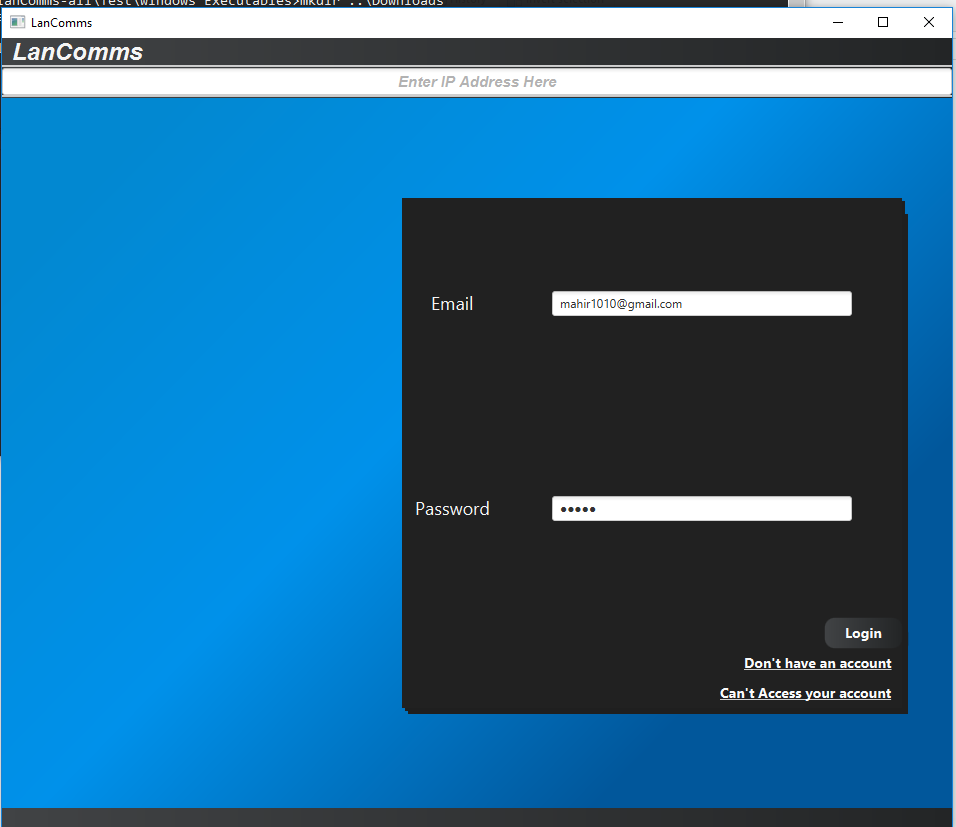 lanComms-all\Test\Windows Executables>mkdir ..\Downloads
LanComms
LanComms
Enter IP Address Here
Email
mahir1010@gmail.com
Password
•••••
Login
Don't have an account
Can't Access your account